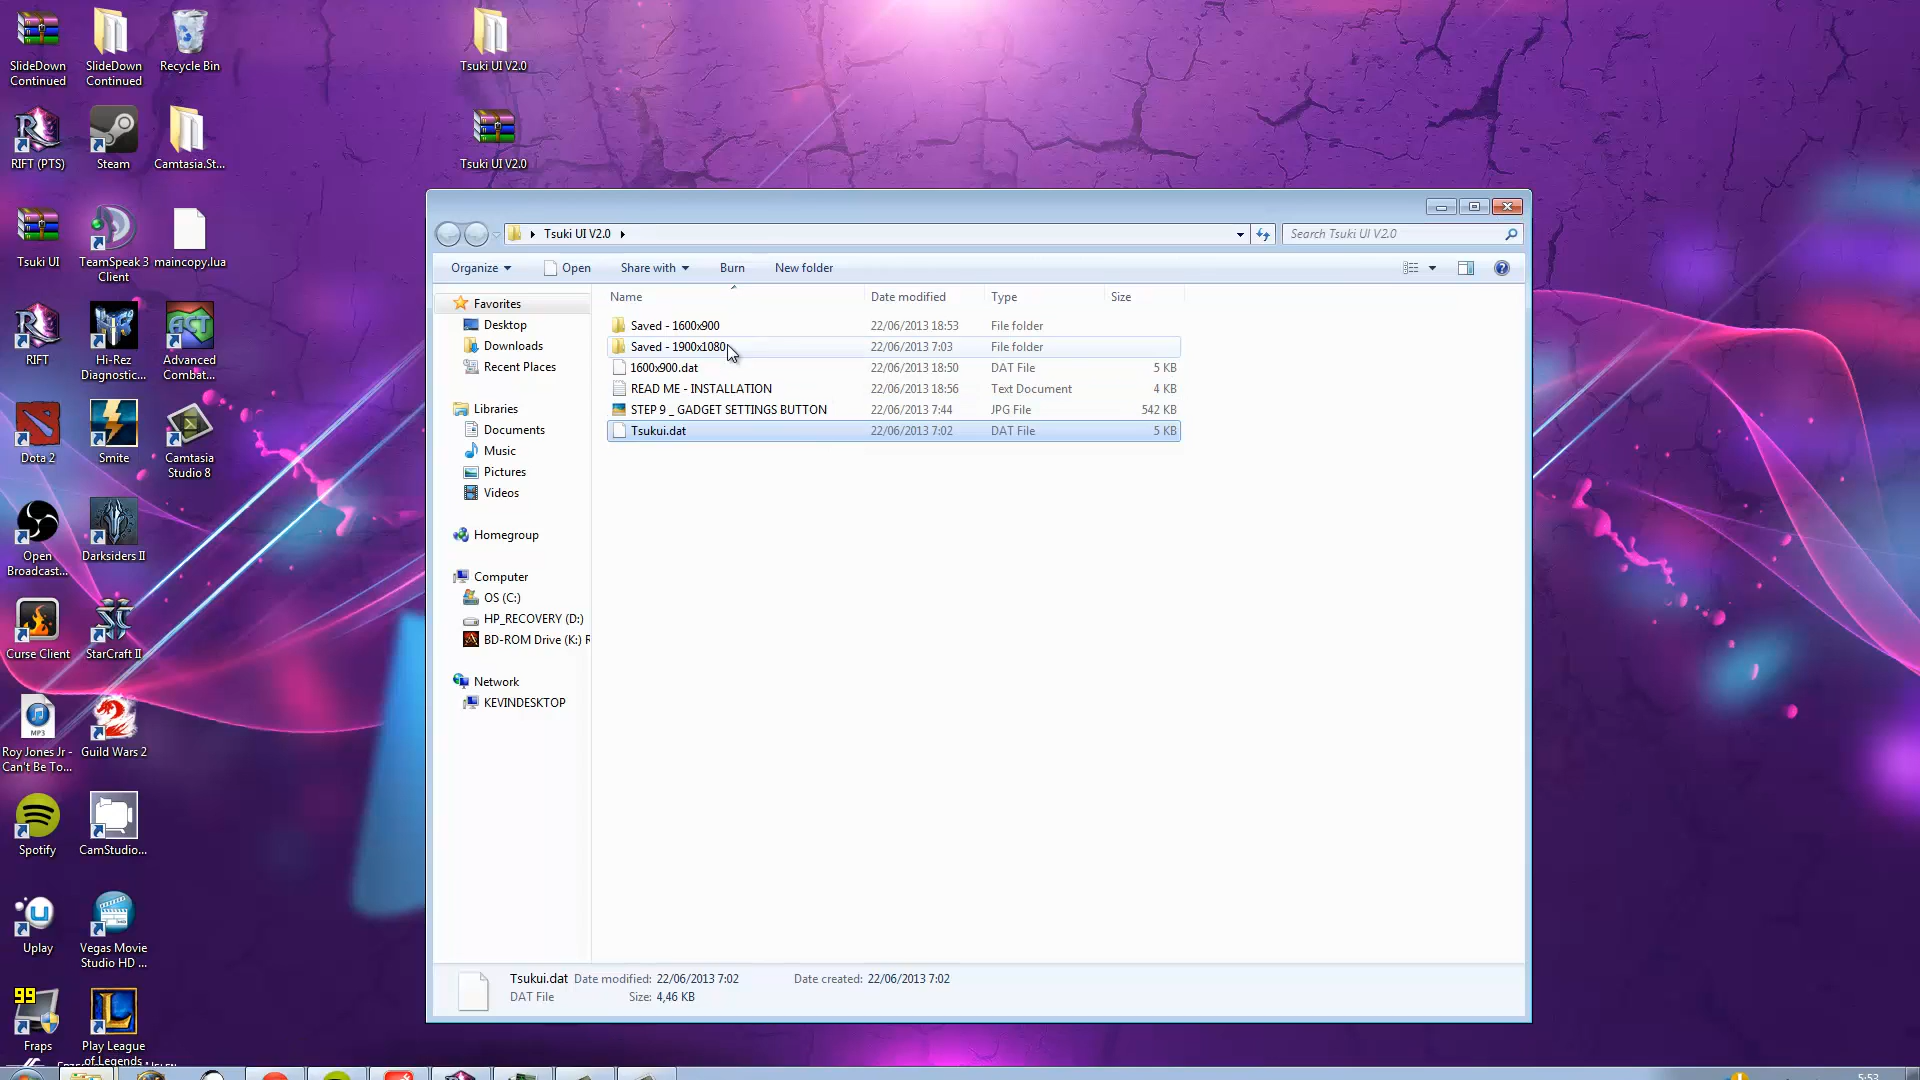 SlideDown
Continued
SlideDown
Continued
Recycle Bin
Tsuki UI V2.0
RIFT (PTS)
Steam
Camtasia.St...
Tsuki UI V2.0
Tsuki UI
TeamSpeak 3
Client
maincopy.lua
RIFT
Hi-Rez
Diagnostic...
ACT
Advanced
Combat...
Dota 2
Smite
Camtasia
Studio 8
Open
Broadcast...
Darksiders II
Curse Client
StarCraft II
MP3
Roy Jones Jr -
Can't Be To...
Guild Wars 2
Spotify
CamStudio...
Uplay
Vegas Movie
Studio HD ...
99
Fraps
Play League
of Legends
Tsuki UI V2.0
Search Tsuki UI V2.0
Organize
Open
Share with
Burn
New folder
Name
Date modified
Type
Size
Saved - 1600x900
22/06/2013 18:53
File folder
Saved - 1900x1080
22/06/2013 7:03
File folder
1600x900.dat
22/06/2013 18:50
DAT File
5 KB
READ ME - INSTALLATION
22/06/2013 18:56
Text Document
4 KB
STEP 9 _ GADGET SETTINGS BUTTON
22/06/2013 7:44
JPG File
542 KB
Tsukui.dat
22/06/2013 7:02
DAT File
5 KB
Favorites
Desktop
Downloads
Recent Places
Libraries
Documents
Music
Pictures
Videos
Homegroup
Computer
OS (C:)
HP_RECOVERY (D:)
BD-ROM Drive (K:) R
Network
KEVINDESKTOP
Tsukui.dat
Date modified: 22/06/2013 7:02
Date created: 22/06/2013 7:02
DAT File
Size: 4,46 KB
5:53